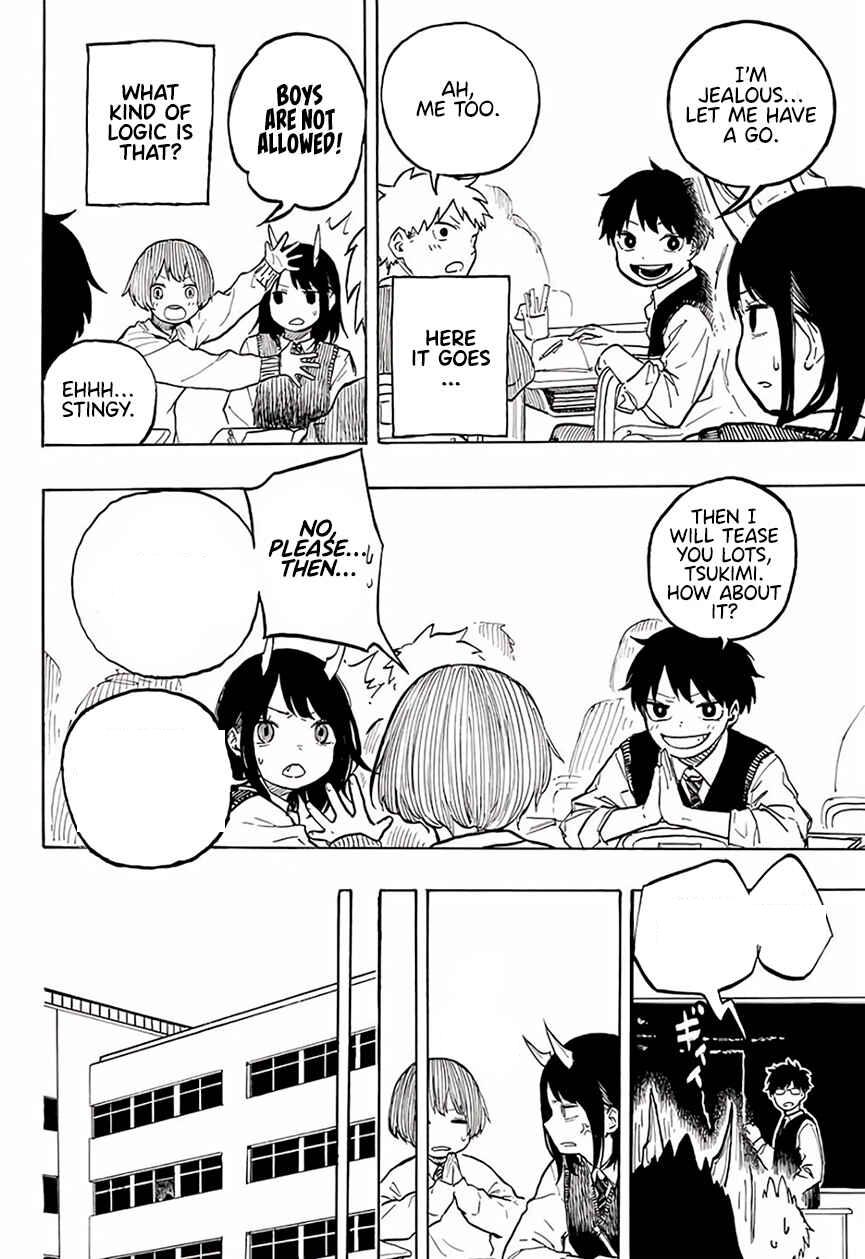 I'M
JEALOUS...
LET ME HAVE
A GO.
AH,
ME TOO.
HERE
IT GOES
...
BOYS
ARE NOT
ALLOWED!
WHAT
KIND OF
LOGIC IS
THAT?
EHHH...
STINGY.
THEN I
WILL TEASE
YOU LOTS,
TSUKIMI.
HOW ABOUT
IT?
NO,
PLEASE...
THEN...
ギィィ